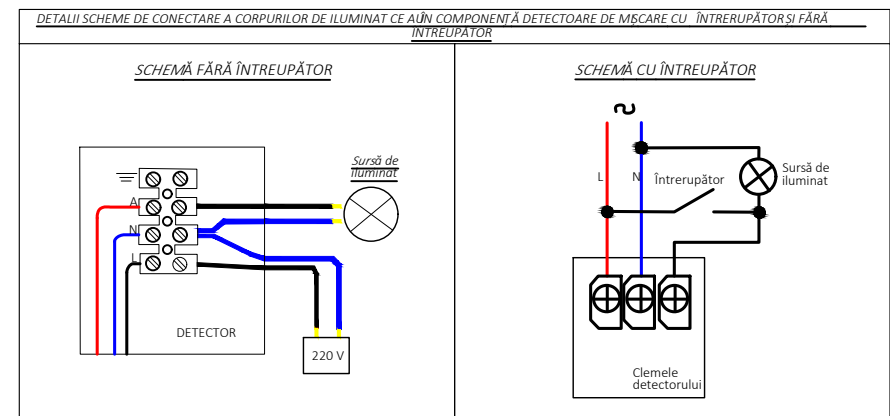 DETALII SCHEME DE CONECTARE A CORPURILOR DE ILUMINAT CE AU ÎN COMPONENȚĂ DETECTOARE DE MIȘCARE CU ÎNTRERUPĂTOR ȘI FĂRĂ
ÎNTREUPĂTOR
SCHEMĂ FĂRĂ ÎNTREUPĂTOR
Sursă de
iluminat
A
N
L
DETECTOR
220 V
SCHEMĂ CU ÎNTREUPĂTOR
L
N
Întrerupător
Sursă de
iluminat
Clemele
detectorului